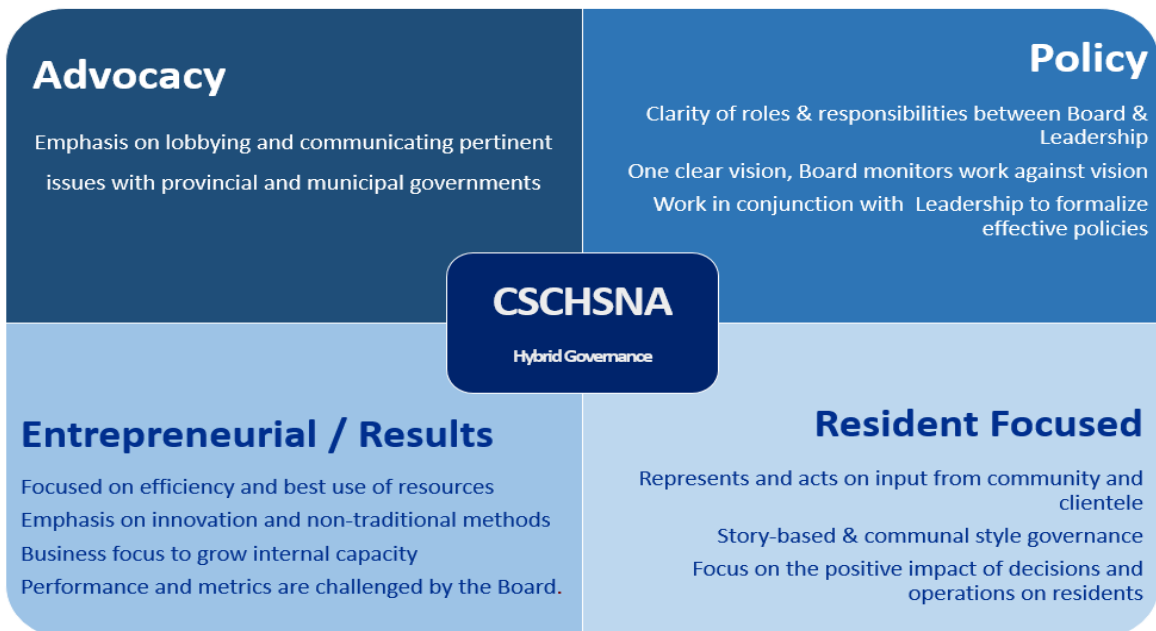 Advocacy
Emphasis on lobbying and communicating pertinent
issues with provincial and municipal governments
Policy
Clarity of roles & responsibilities between Board &
Leadership
One clear vision, Board monitors work against vision
Work in conjunction with Leadership to formalize
effective policies
CSCHSNA
Hybrid Governance
Entrepreneurial / Results
Focused on efficiency and best use of resources
Emphasis on innovation and non-traditional methods
Business focus to grow internal capacity
Performance and metrics are challenged by the Board.
Resident Focused
Represents and acts on input from community and
clientele
Story-based & communal style governance
Focus on the positive impact of decisions and
operations on residents